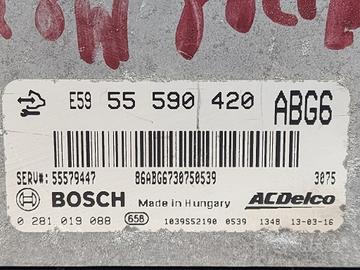 E59 55 590 420 ABG6
SERV#: 55579447 86ABG6730750539 3075
BOSCH Made in Hungary ACDelco
0 281 019 088 658 1039S52190 0539 1348 13-03-16